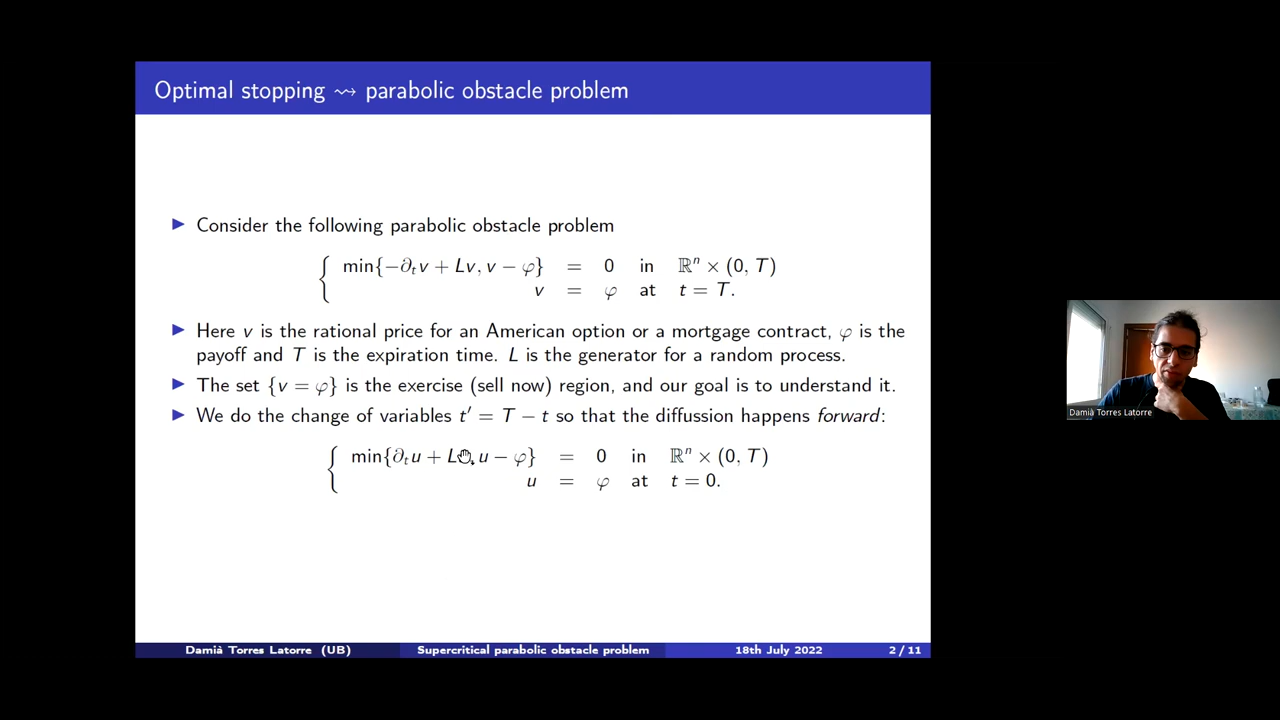 Optimal stopping ⇝ parabolic obstacle problem
▶ Consider the following parabolic obstacle problem
min{−∂ₜv + Lv, v − φ} = 0 in ℝⁿ × (0, T)
v = φ at t = T.
▶ Here v is the rational price for an American option or a mortgage contract, φ is the
payoff and T is the expiration time. L is the generator for a random process.
▶ The set {v = φ} is the exercise (sell now) region, and our goal is to understand it.
▶ We do the change of variables t′ = T − t so that the diffussion happens forward:
min{∂ₜu + L , u − φ} = 0 in ℝⁿ × (0, T)
u = φ at t = 0.
Damià Torres Latorre
Damià Torres Latorre (UB) Supercritical parabolic obstacle problem 18th July 2022 2 / 11